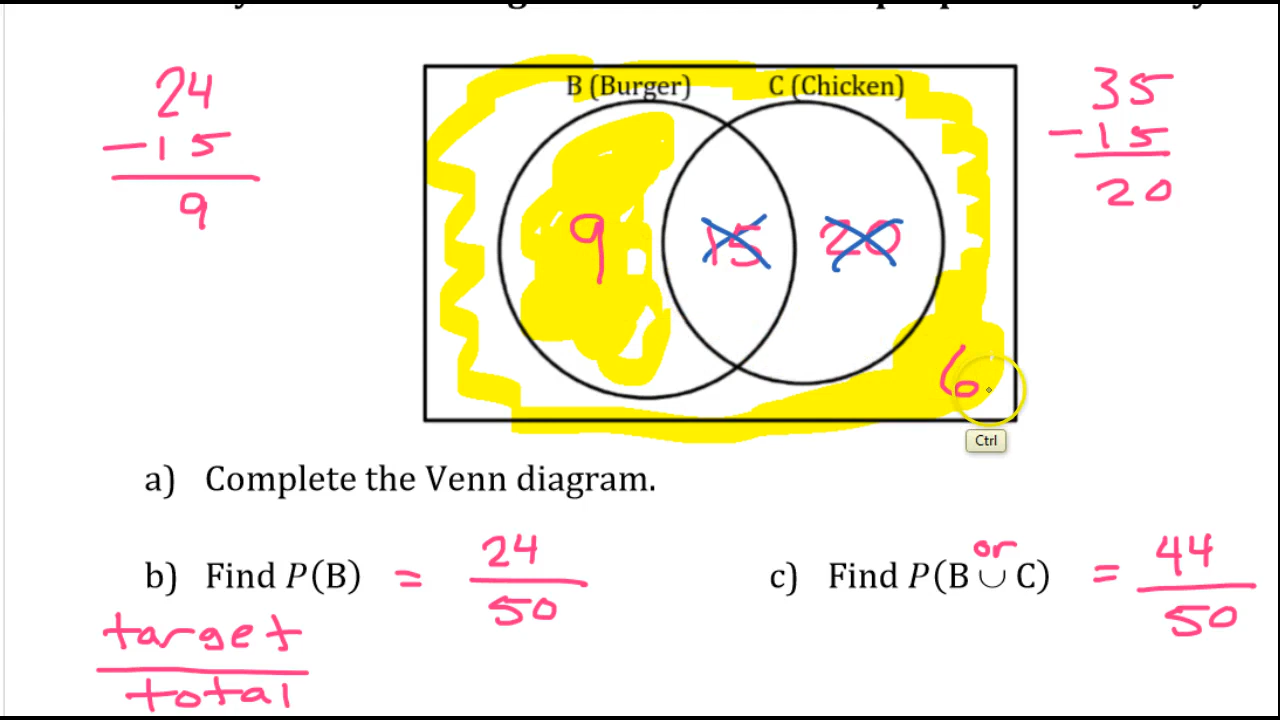 24
35
B (Burger)
C (Chicken)
−15
−15
9
20
9
15
20
6
Ctrl
a) Complete the Venn diagram.
b) Find P(B) = 24/50
or
c) Find P(B ∪ C) = 44/50
target
total